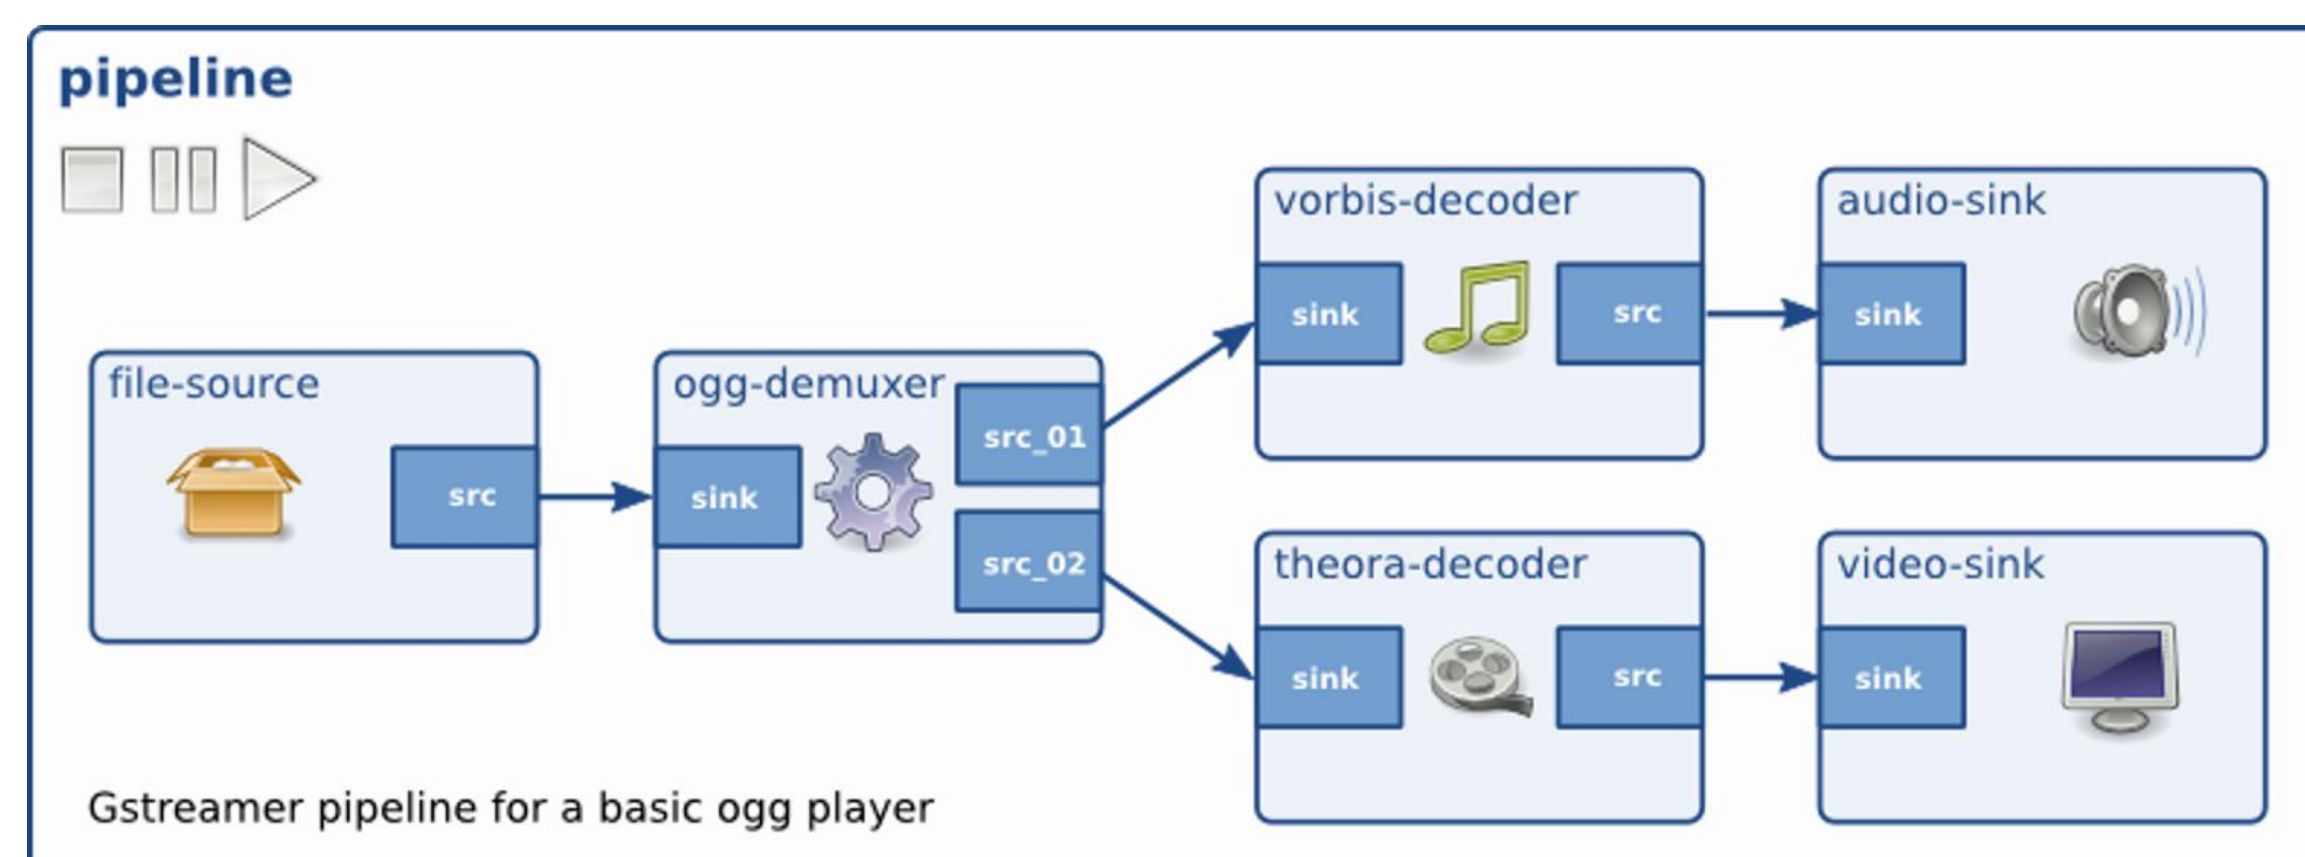 pipeline
file-source
src
ogg-demuxer
sink
src_01
src_02
vorbis-decoder
sink
src
audio-sink
sink
theora-decoder
sink
src
video-sink
sink
Gstreamer pipeline for a basic ogg player